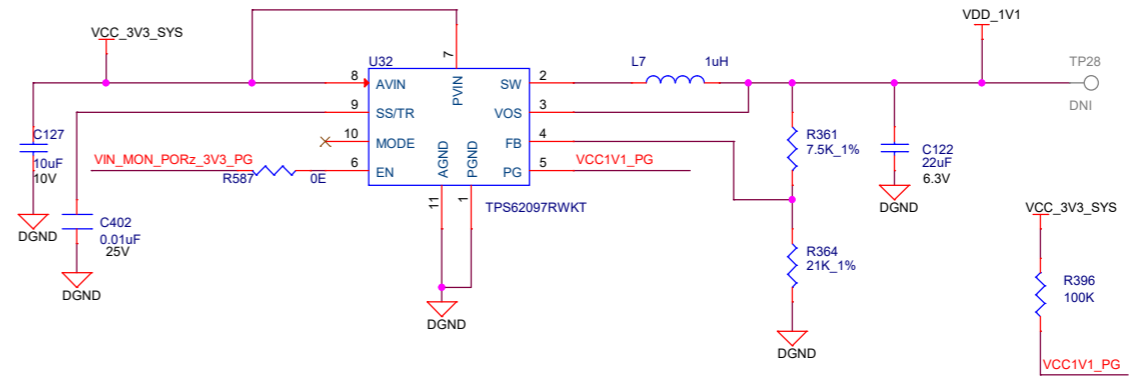 VCC_3V3_SYS
VDD_1V1
7
U32
L7
1uH
TP28
DNI
8
AVIN
PVIN
SW
2
9
SS/TR
VOS
3
10
MODE
FB
4
6
EN
AGND
PGND
PG
5
VCC1V1_PG
C127
10uF
10V
VIN_MON_PORz_3V3_PG
R587
0E
R361
7.5K_1%
C122
22uF
6.3V
11
1
TPS62097RWKT
DGND
C402
0.01uF
25V
DGND
DGND
VCC_3V3_SYS
R364
21K_1%
R396
100K
DGND
DGND
VCC1V1_PG